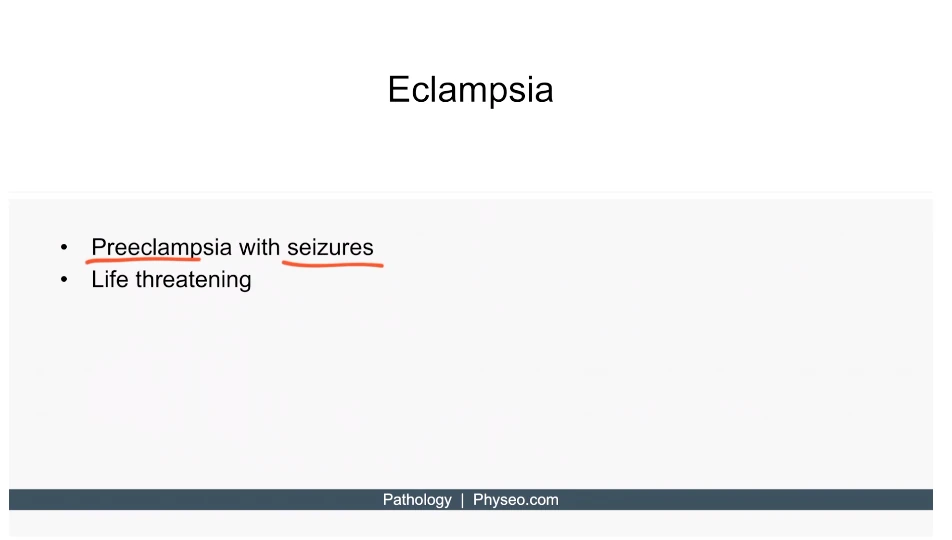 Eclampsia
• Preeclampsia with seizures
• Life threatening
Pathology | Physeo.com